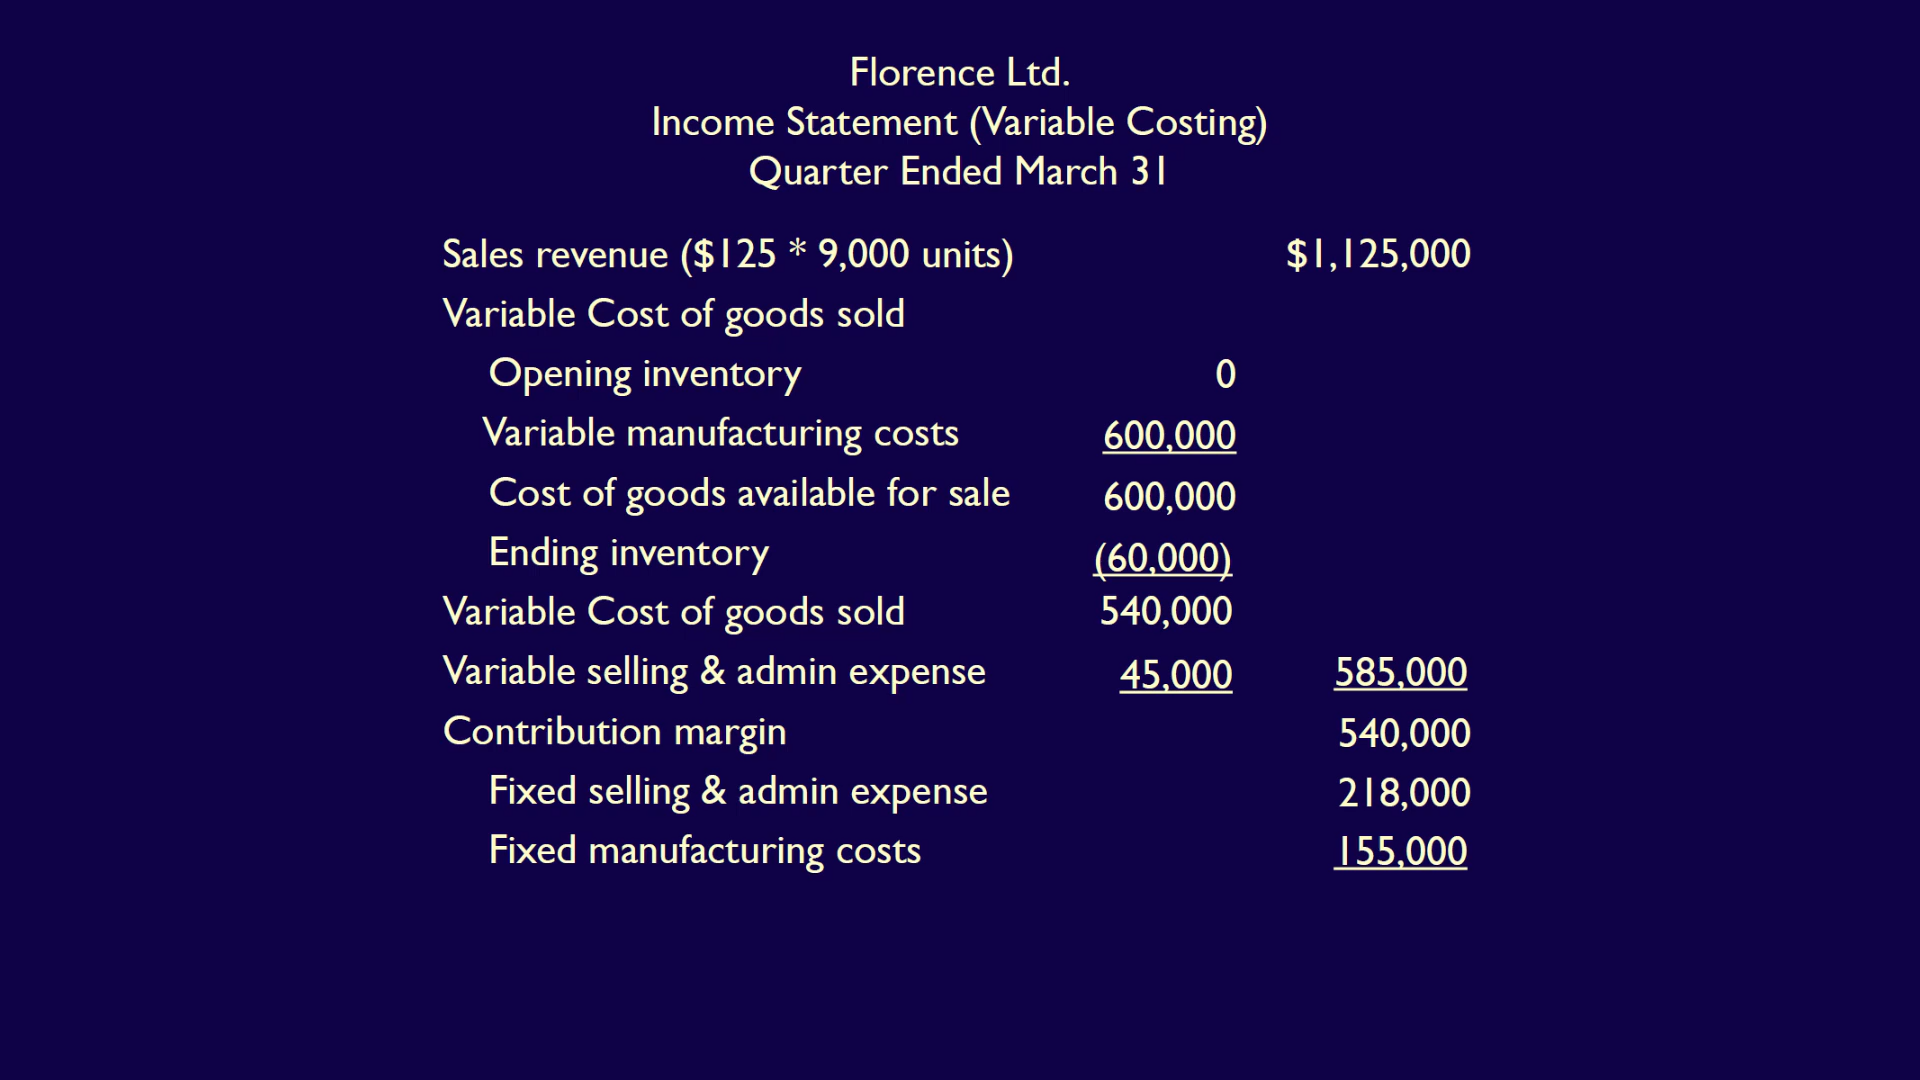 Florence Ltd.
Income Statement (Variable Costing)
Quarter Ended March 31
Sales revenue ($125 * 9,000 units) $1,125,000
Variable Cost of goods sold
Opening inventory 0
Variable manufacturing costs 600,000
Cost of goods available for sale 600,000
Ending inventory (60,000)
Variable Cost of goods sold 540,000
Variable selling & admin expense 45,000 585,000
Contribution margin 540,000
Fixed selling & admin expense 218,000
Fixed manufacturing costs 155,000